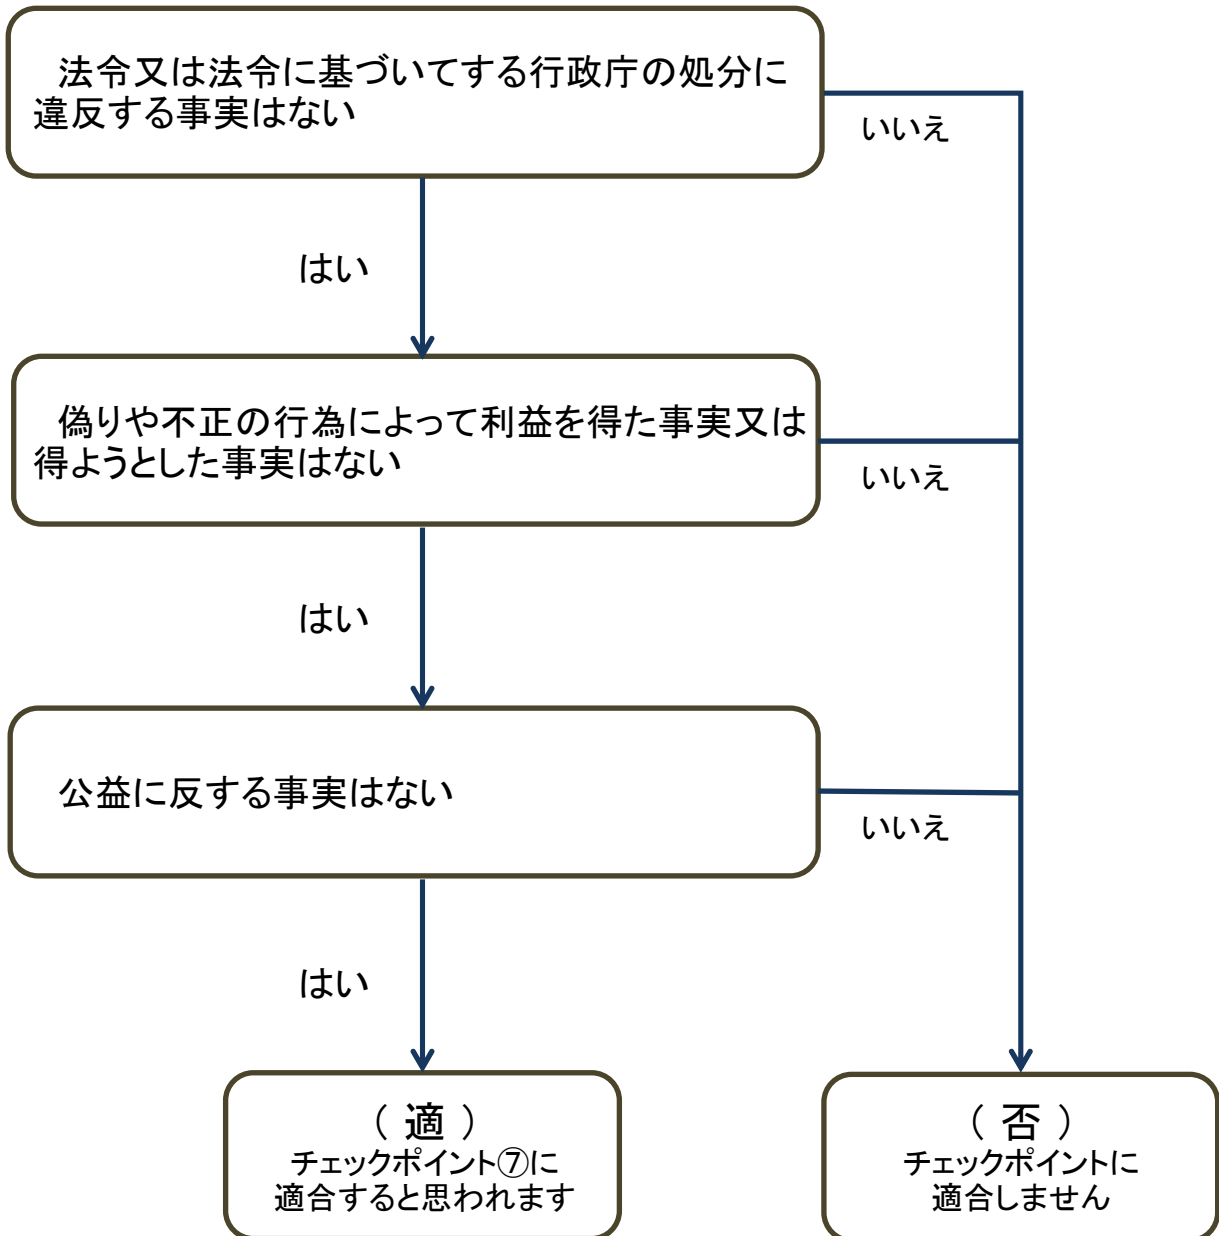 法令又は法令に基づいてする行政庁の処分に
違反する事実はない
いいえ
はい
偽りや不正の行為によって利益を得た事実又は
得ようとした事実はない
いいえ
はい
公益に反する事実はない
いいえ
はい
（ 適 ）
チェックポイント⑦に
適合すると思われます
（ 否 ）
チェックポイントに
適合しません